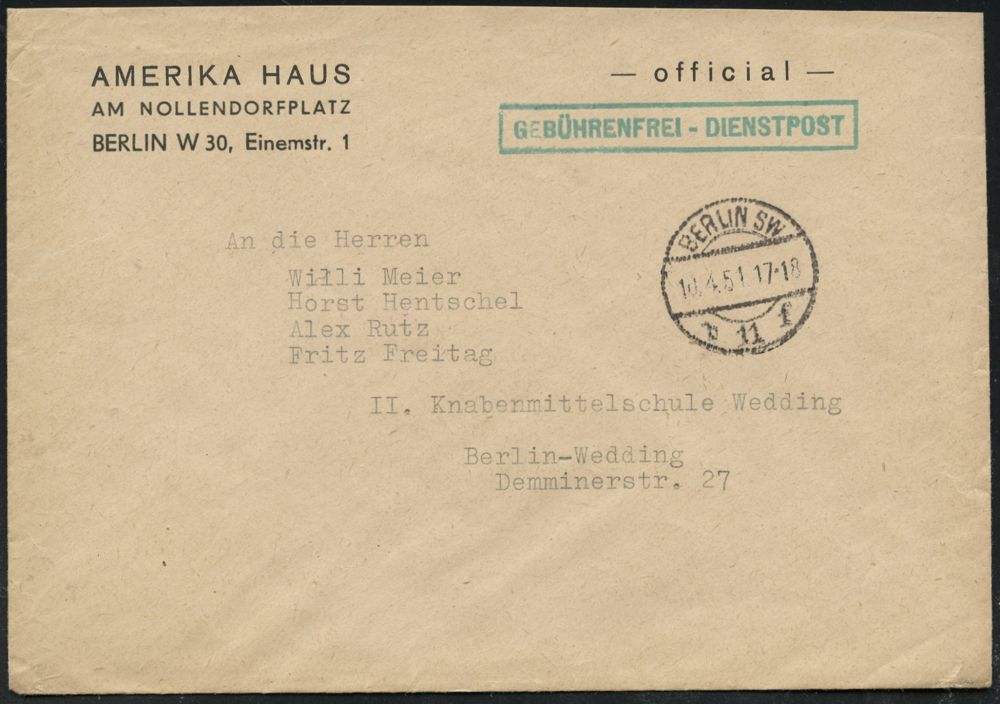 AMERIKA HAUS
AM NOLLENDORFPLATZ
BERLIN W 30, Einemstr. 1
— official —
GEBÜHRENFREI - DIENSTPOST
BERLIN SW
10.4.51 17-18
11 f
An die Herren
Willi Meier
Horst Hentschel
Alex Rutz
Fritz Freitag
II. Knabenmittelschule Wedding
Berlin-Wedding
Demminerstr. 27